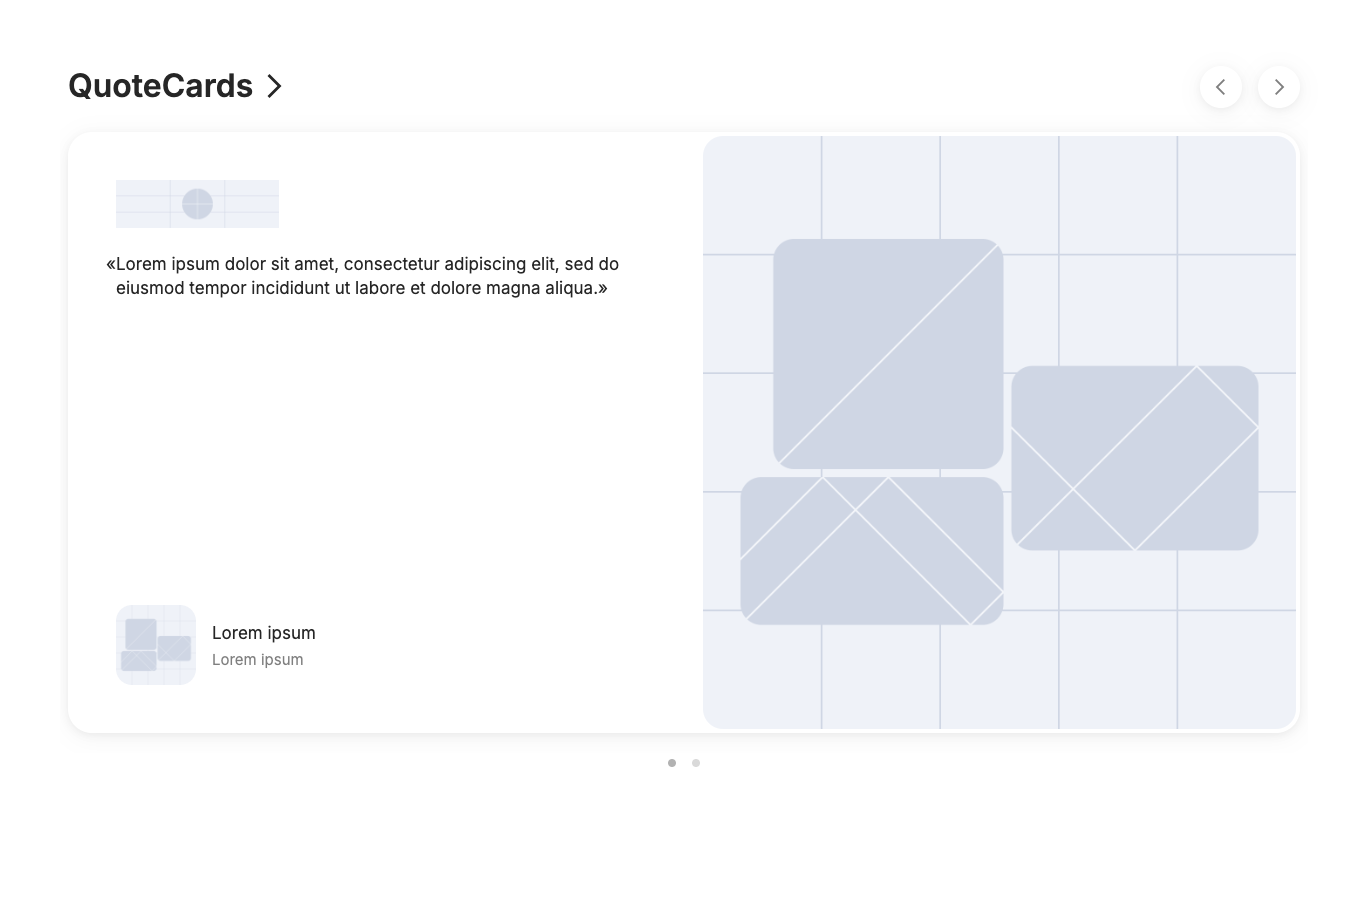 QuoteCards
«Lorem ipsum dolor sit amet, consectetur adipiscing elit, sed do
eiusmod tempor incididunt ut labore et dolore magna aliqua.»
Lorem ipsum
Lorem ipsum